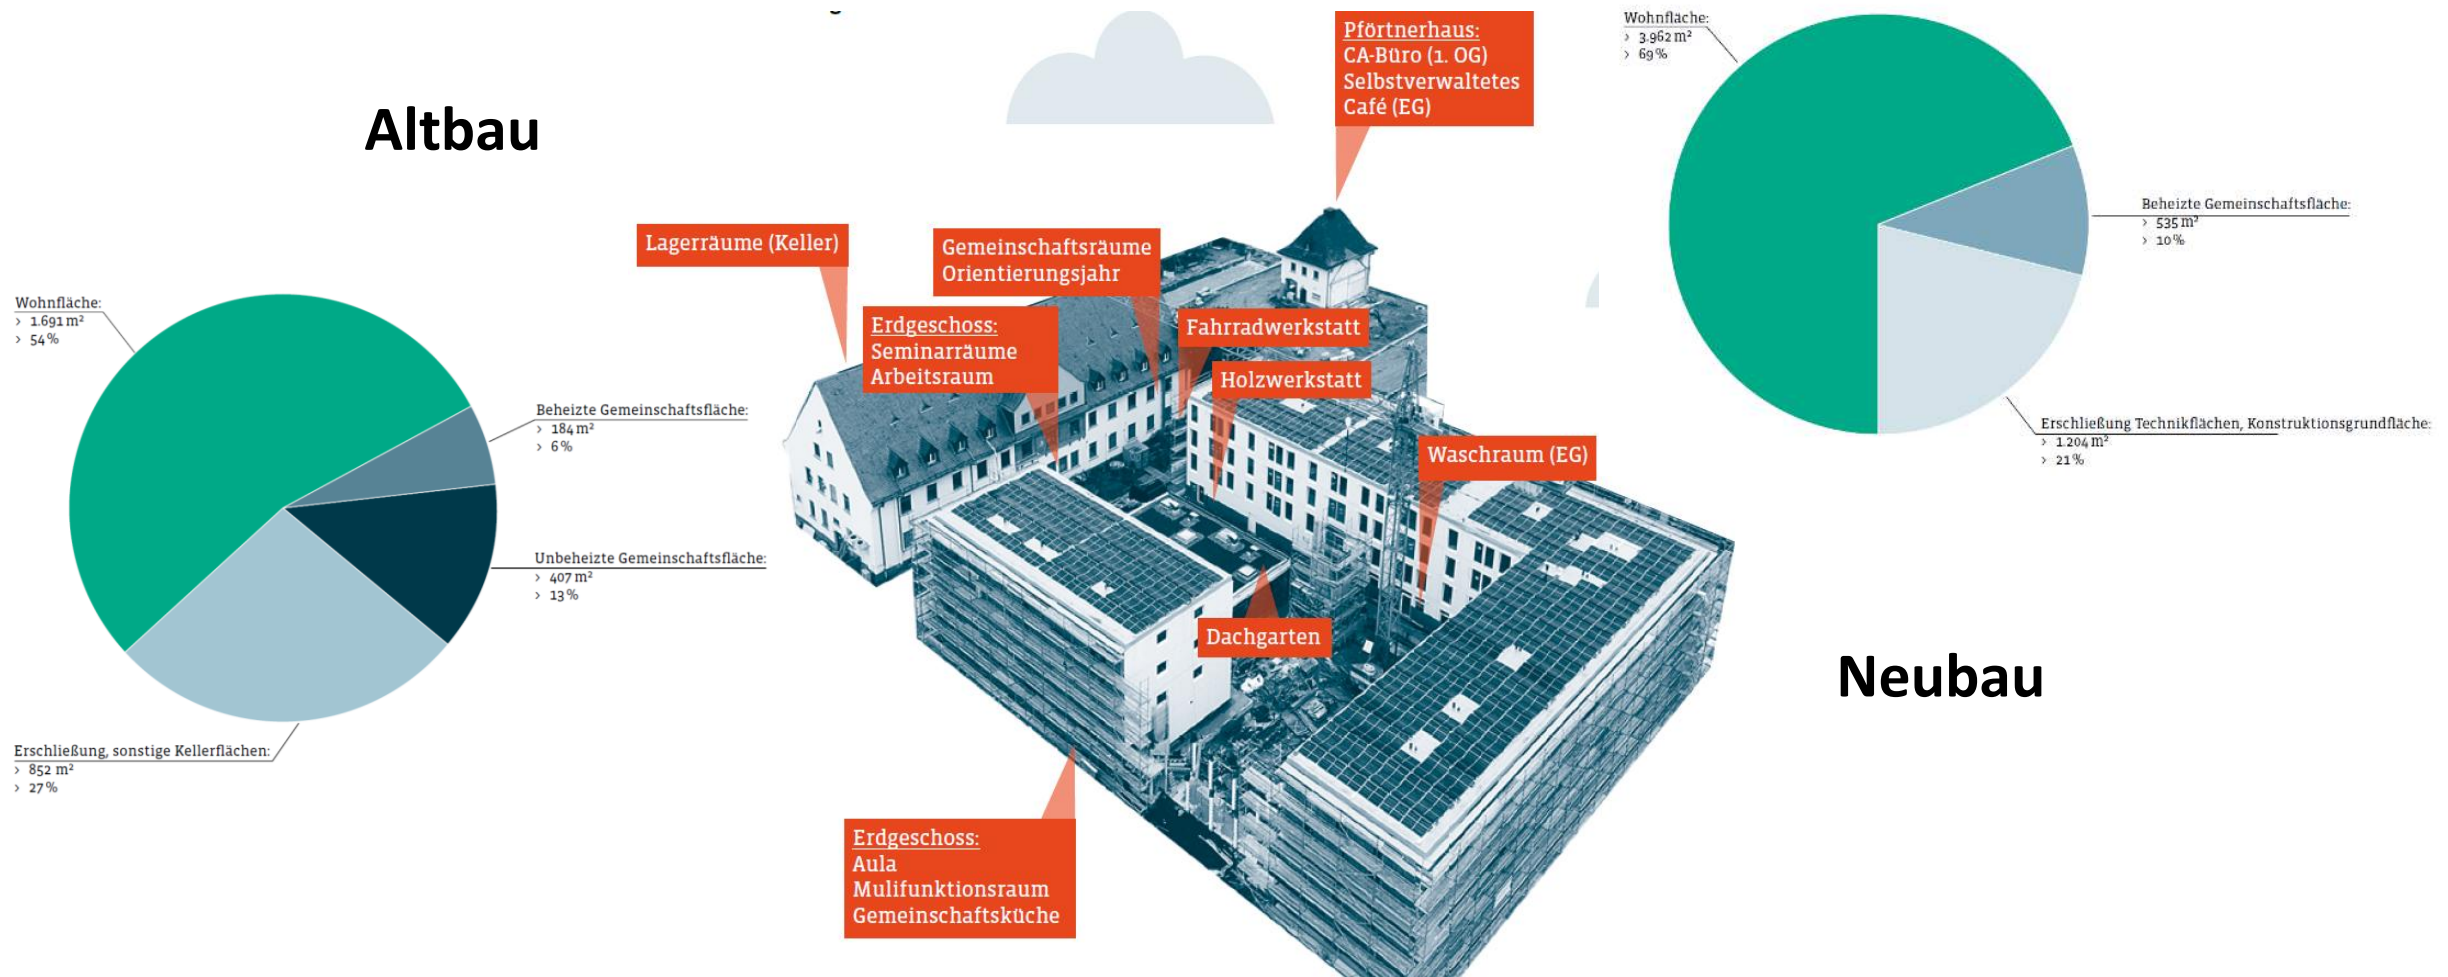 Altbau
Wohnfläche:
› 1.691 m²
› 54 %
Beheizte Gemeinschaftsfläche:
› 184 m²
› 6 %
Unbeheizte Gemeinschaftsfläche:
› 407 m²
› 13 %
Erschließung, sonstige Kellerflächen:
› 852 m²
› 27 %
Pförtnerhaus:
CA-Büro (1. OG)
Selbstverwaltetes
Café (EG)
Lagerräume (Keller)
Gemeinschaftsräume
Orientierungsjahr
Erdgeschoss:
Seminarräume
Arbeitsraum
Fahrradwerkstatt
Holzwerkstatt
Waschraum (EG)
Dachgarten
Erdgeschoss:
Aula
Mulifunktionsraum
Gemeinschaftsküche
Wohnfläche:
› 3.962 m²
› 69 %
Beheizte Gemeinschaftsfläche:
› 535 m²
› 10 %
Erschließung Technikflächen, Konstruktionsgrundfläche:
› 1.204 m²
› 21 %
Neubau